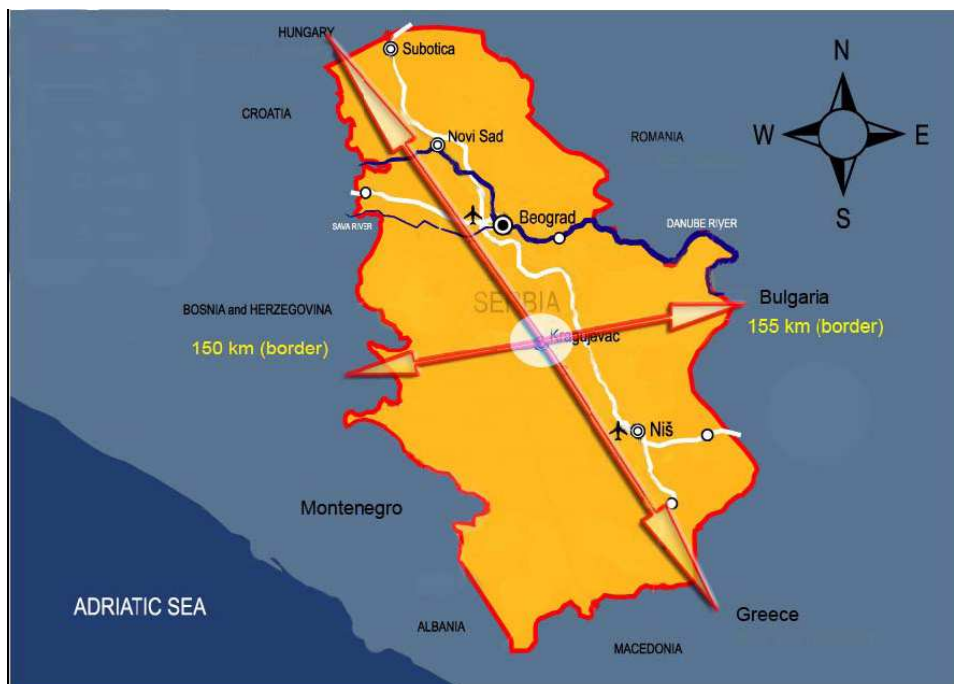 HUNGARY
Subotica
N
CROATIA
Novi Sad
ROMANIA
W
E
S
Beograd
SAVA RIVER
DANUBE RIVER
SERBIA
Bulgaria
BOSNIA and HERZEGOVINA
155 km (border)
150 km (border)
Kragujevac
Niš
Montenegro
ADRIATIC SEA
Greece
ALBANIA
MACEDONIA